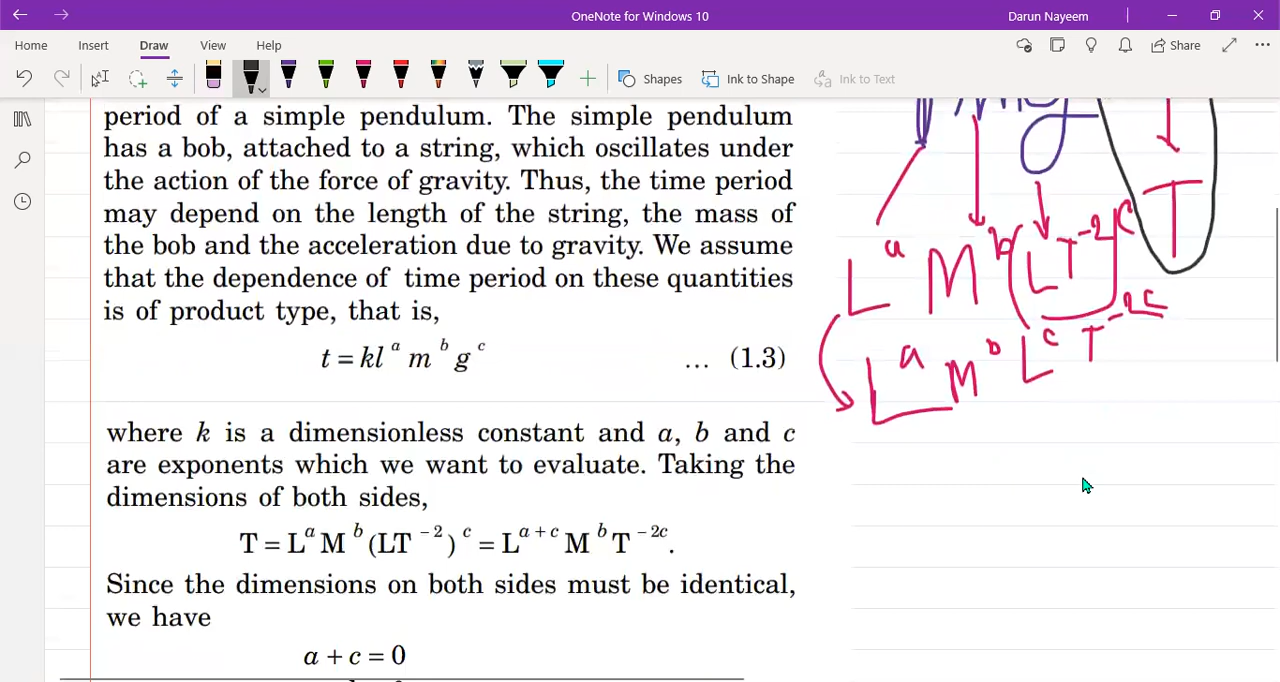 OneNote for Windows 10
Darun Nayeem
Home Insert Draw View Help
Share
Shapes
Ink to Shape
Ink to Text
period of a simple pendulum. The simple pendulum
has a bob, attached to a string, which oscillates under
the action of the force of gravity. Thus, the time period
may depend on the length of the string, the mass of
the bob and the acceleration due to gravity. We assume
that the dependence of time period on these quantities
is of product type, that is,
t = kl^a m^b g^c ... (1.3)
where k is a dimensionless constant and a, b and c
are exponents which we want to evaluate. Taking the
dimensions of both sides,
T = L^a M^b (LT^−2)^c = L^a + c M^b T^−2c.
Since the dimensions on both sides must be identical,
we have
a + c = 0
T
L^a M^b (LT^-2)^c
L^a M^b L^c T^-2c